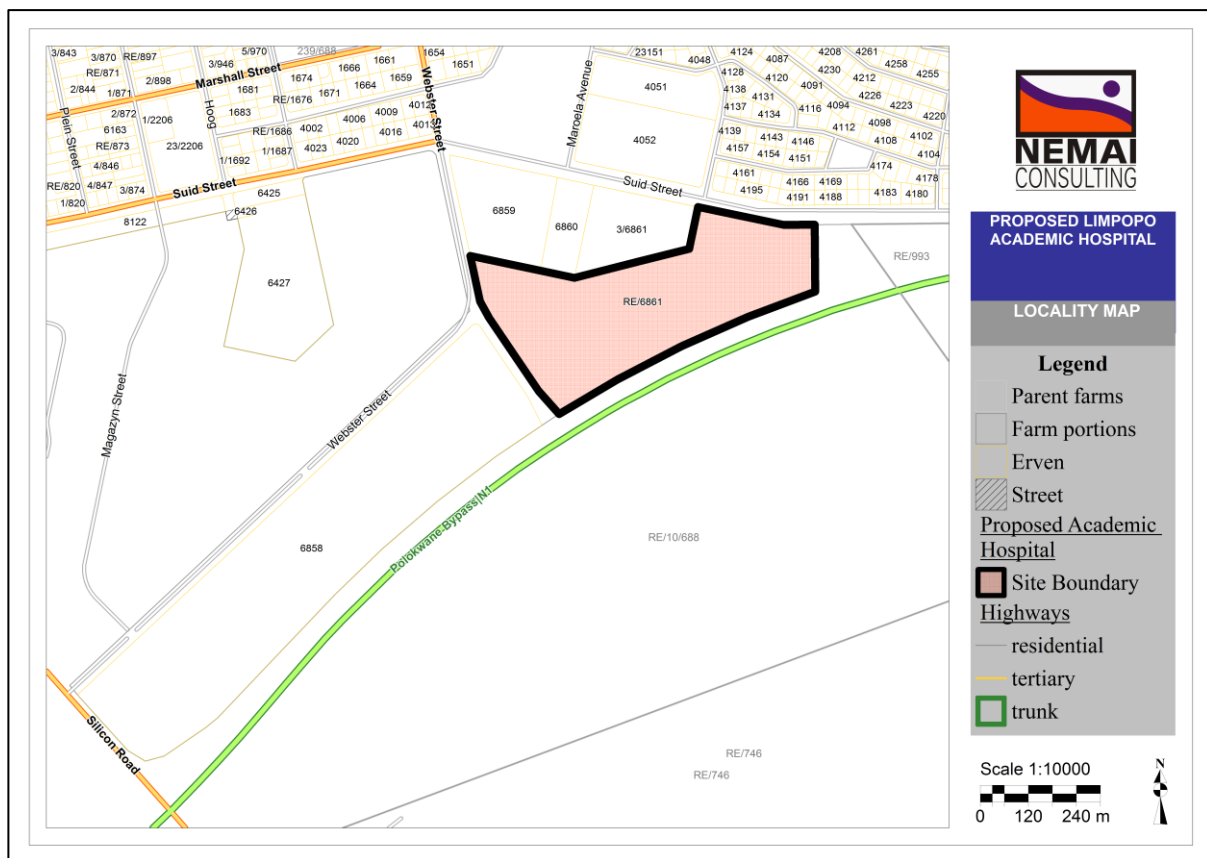 3/843
3/870
RE/897
5/970
239/688
RE/871
3/946
2/898
2/844
1/871
Marshall Street
1674
1666
1661
1659
1654
1651
1681
RE/1676
1671
1664
Webster Street
2/872
1/2206
Hoog
1683
Plein Street
6163
RE/873
23/2206
RE/1686
4002
4006
4009
4012
4013
4016
4020
4023
1/1687
1/1692
4/846
RE/820
4/847
3/874
1/820
Suid Street
8122
6425
6426
6427
Maroela Avenue
23151
4048
4051
4052
4124
4087
4208
4261
4258
4255
4128
4120
4230
4212
4138
4131
4091
4226
4223
4137
4134
4116
4094
4220
4098
4112
4139
4143
4146
4108
4102
4157
4154
4151
4104
4161
4174
4178
4195
4166
4169
4191
4188
4183
4180
Suid Street
6859
6860
3/6861
RE/6861
RE/993
Magazyn Street
Webster Street
6858
Polokwane-Bypass|N1
RE/10/688
Silicon Road
RE/746
RE/746
NEMAI
CONSULTING
PROPOSED LIMPOPO
ACADEMIC HOSPITAL
LOCALITY MAP
Legend
Parent farms
Farm portions
Erven
Street
Proposed Academic
Hospital
Site Boundary
Highways
residential
tertiary
trunk
Scale 1:10000
N
0 120 240 m